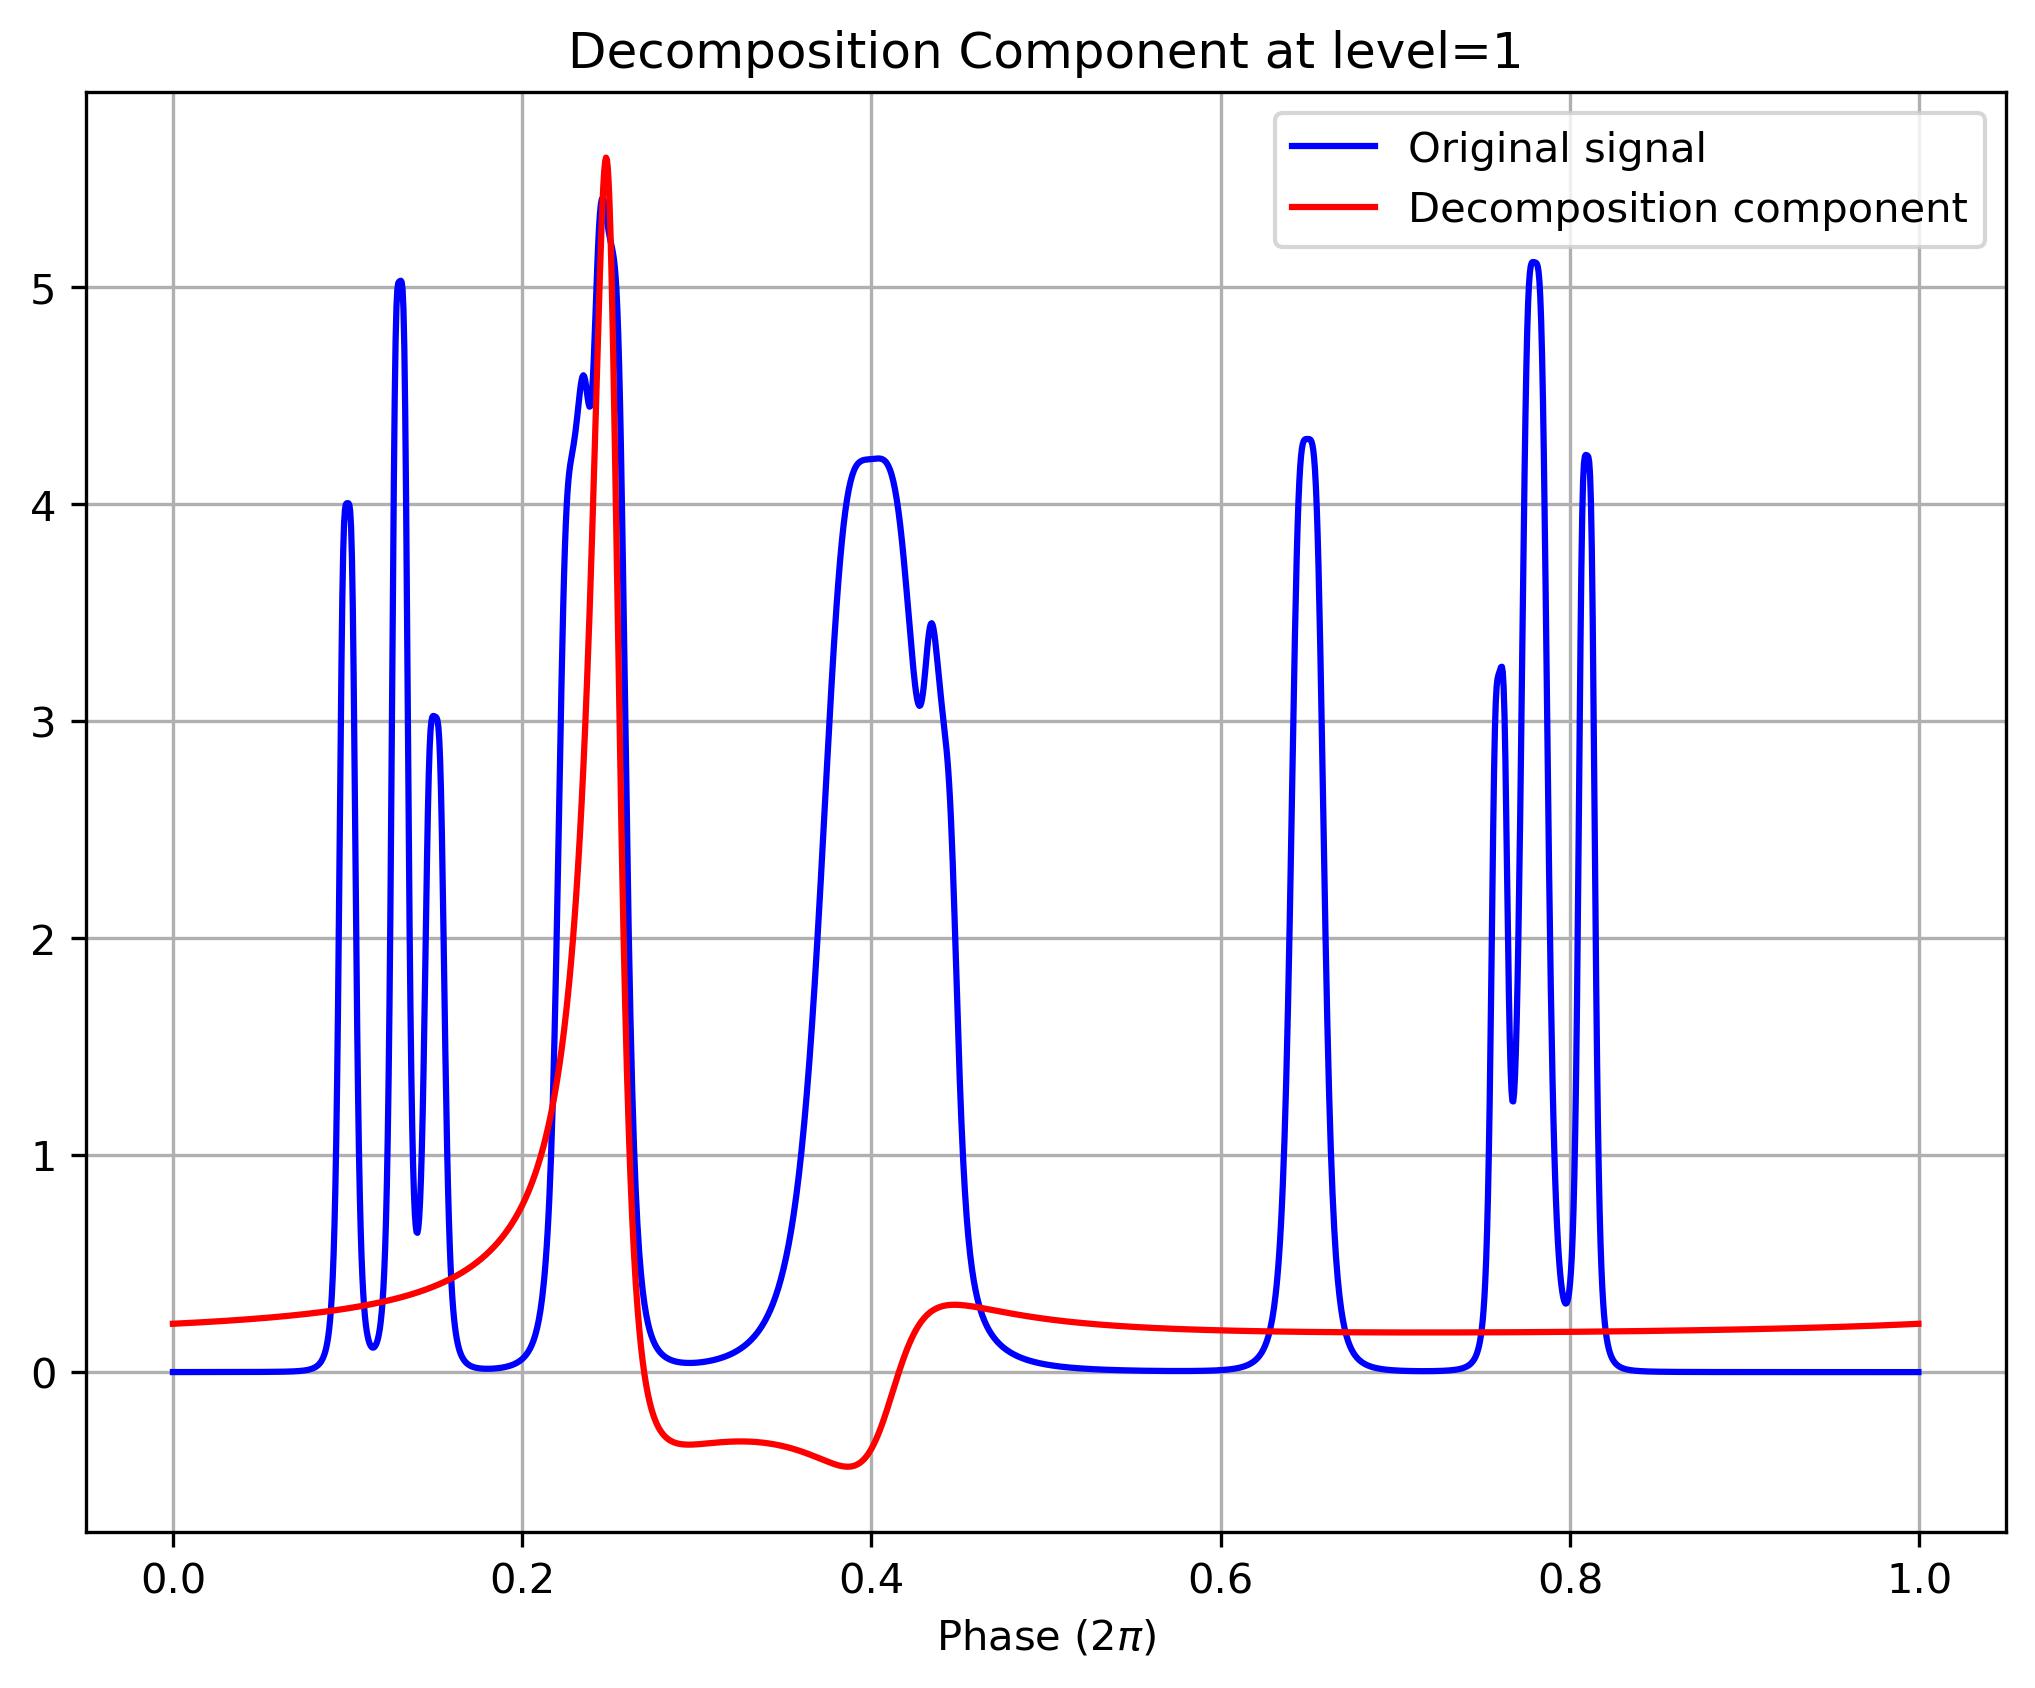 Decomposition Component at level=1
Original signal
Decomposition component
5
4
3
2
1
0
0.0 0.2 0.4 0.6 0.8 1.0
Phase (2π)